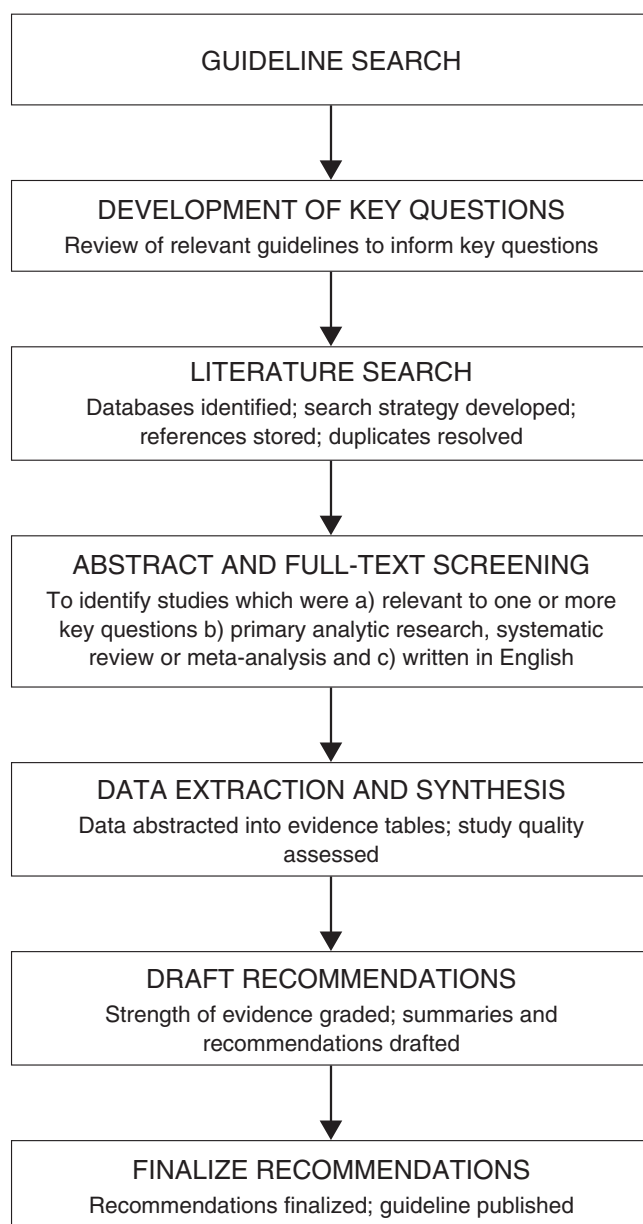 GUIDELINE SEARCH
DEVELOPMENT OF KEY QUESTIONS
Review of relevant guidelines to inform key questions
LITERATURE SEARCH
Databases identified; search strategy developed;
references stored; duplicates resolved
ABSTRACT AND FULL-TEXT SCREENING
To identify studies which were a) relevant to one or more
key questions b) primary analytic research, systematic
review or meta-analysis and c) written in English
DATA EXTRACTION AND SYNTHESIS
Data abstracted into evidence tables; study quality
assessed
DRAFT RECOMMENDATIONS
Strength of evidence graded; summaries and
recommendations drafted
FINALIZE RECOMMENDATIONS
Recommendations finalized; guideline published